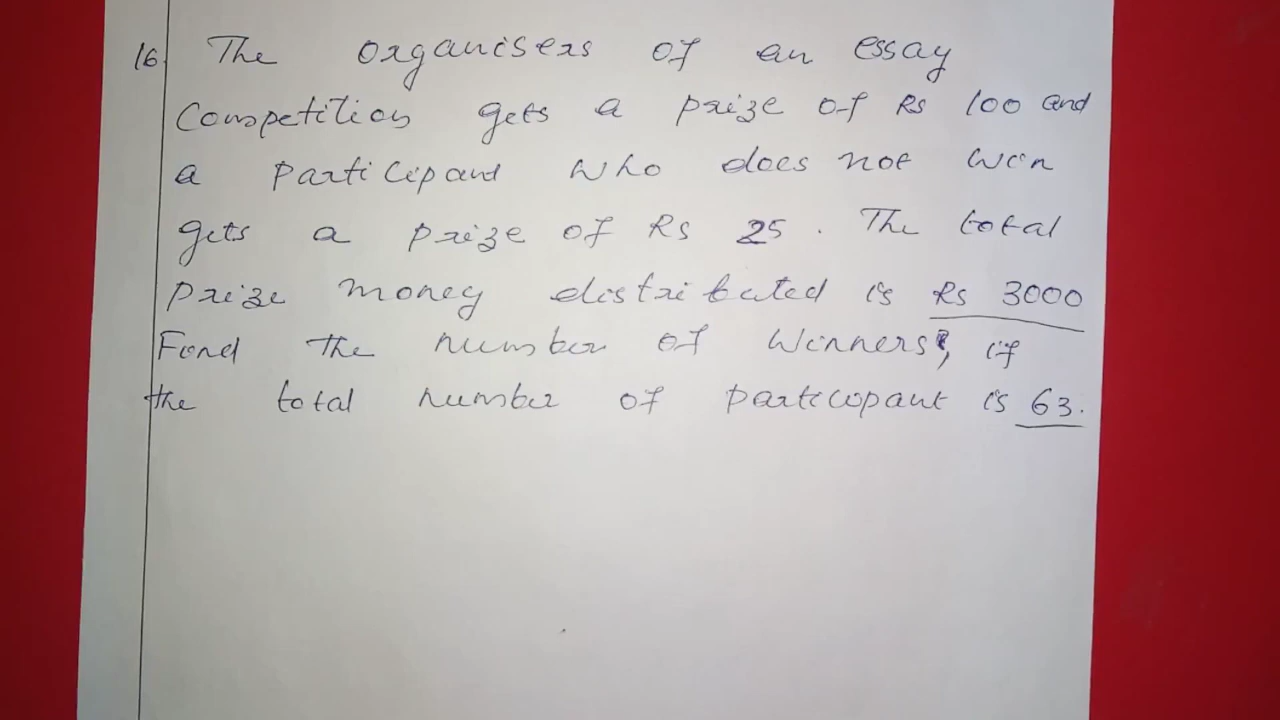 16. The organisers of an essay
Competition gets a prize of Rs 100 and
a participant who does not win
gets a prize of Rs 25. The total
prize money distributed is Rs 3000
Find the number of winners, if
the total number of participant is 63.